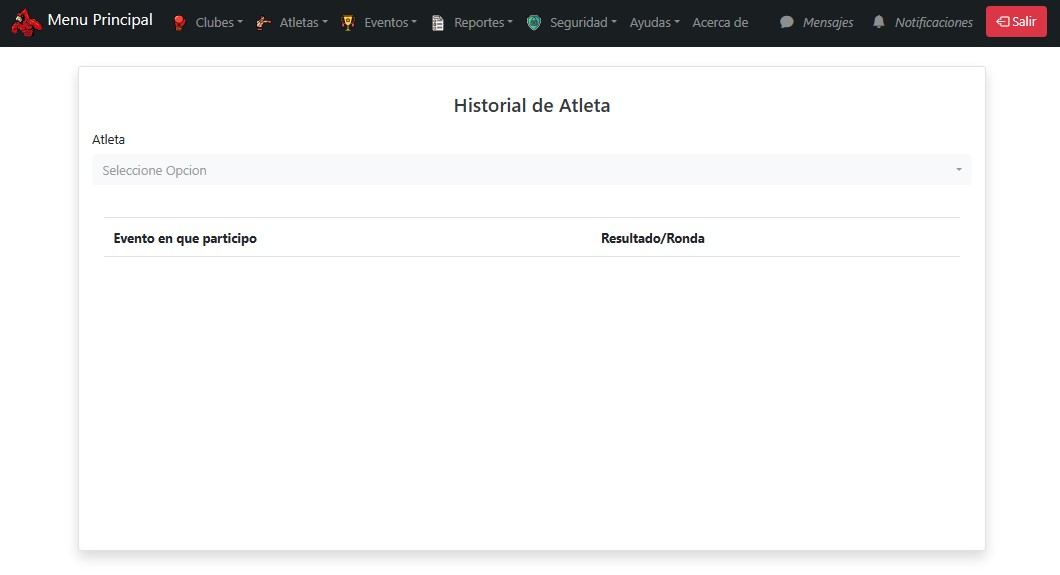 Menu Principal Clubes Atletas Eventos Reportes Seguridad Ayudas Acerca de Mensajes Notificaciones Salir
Historial de Atleta
Atleta
Seleccione Opcion
Evento en que participo Resultado/Ronda